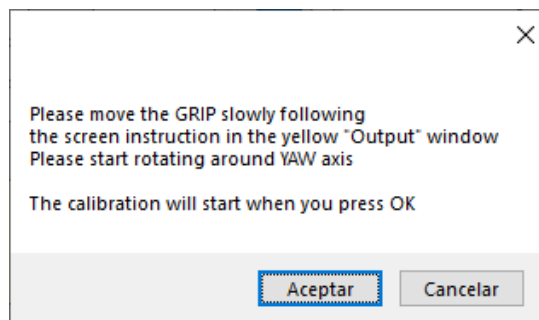 Please move the GRIP slowly following
the screen instruction in the yellow "Output" window
Please start rotating around YAW axis
The calibration will start when you press OK
Aceptar
Cancelar